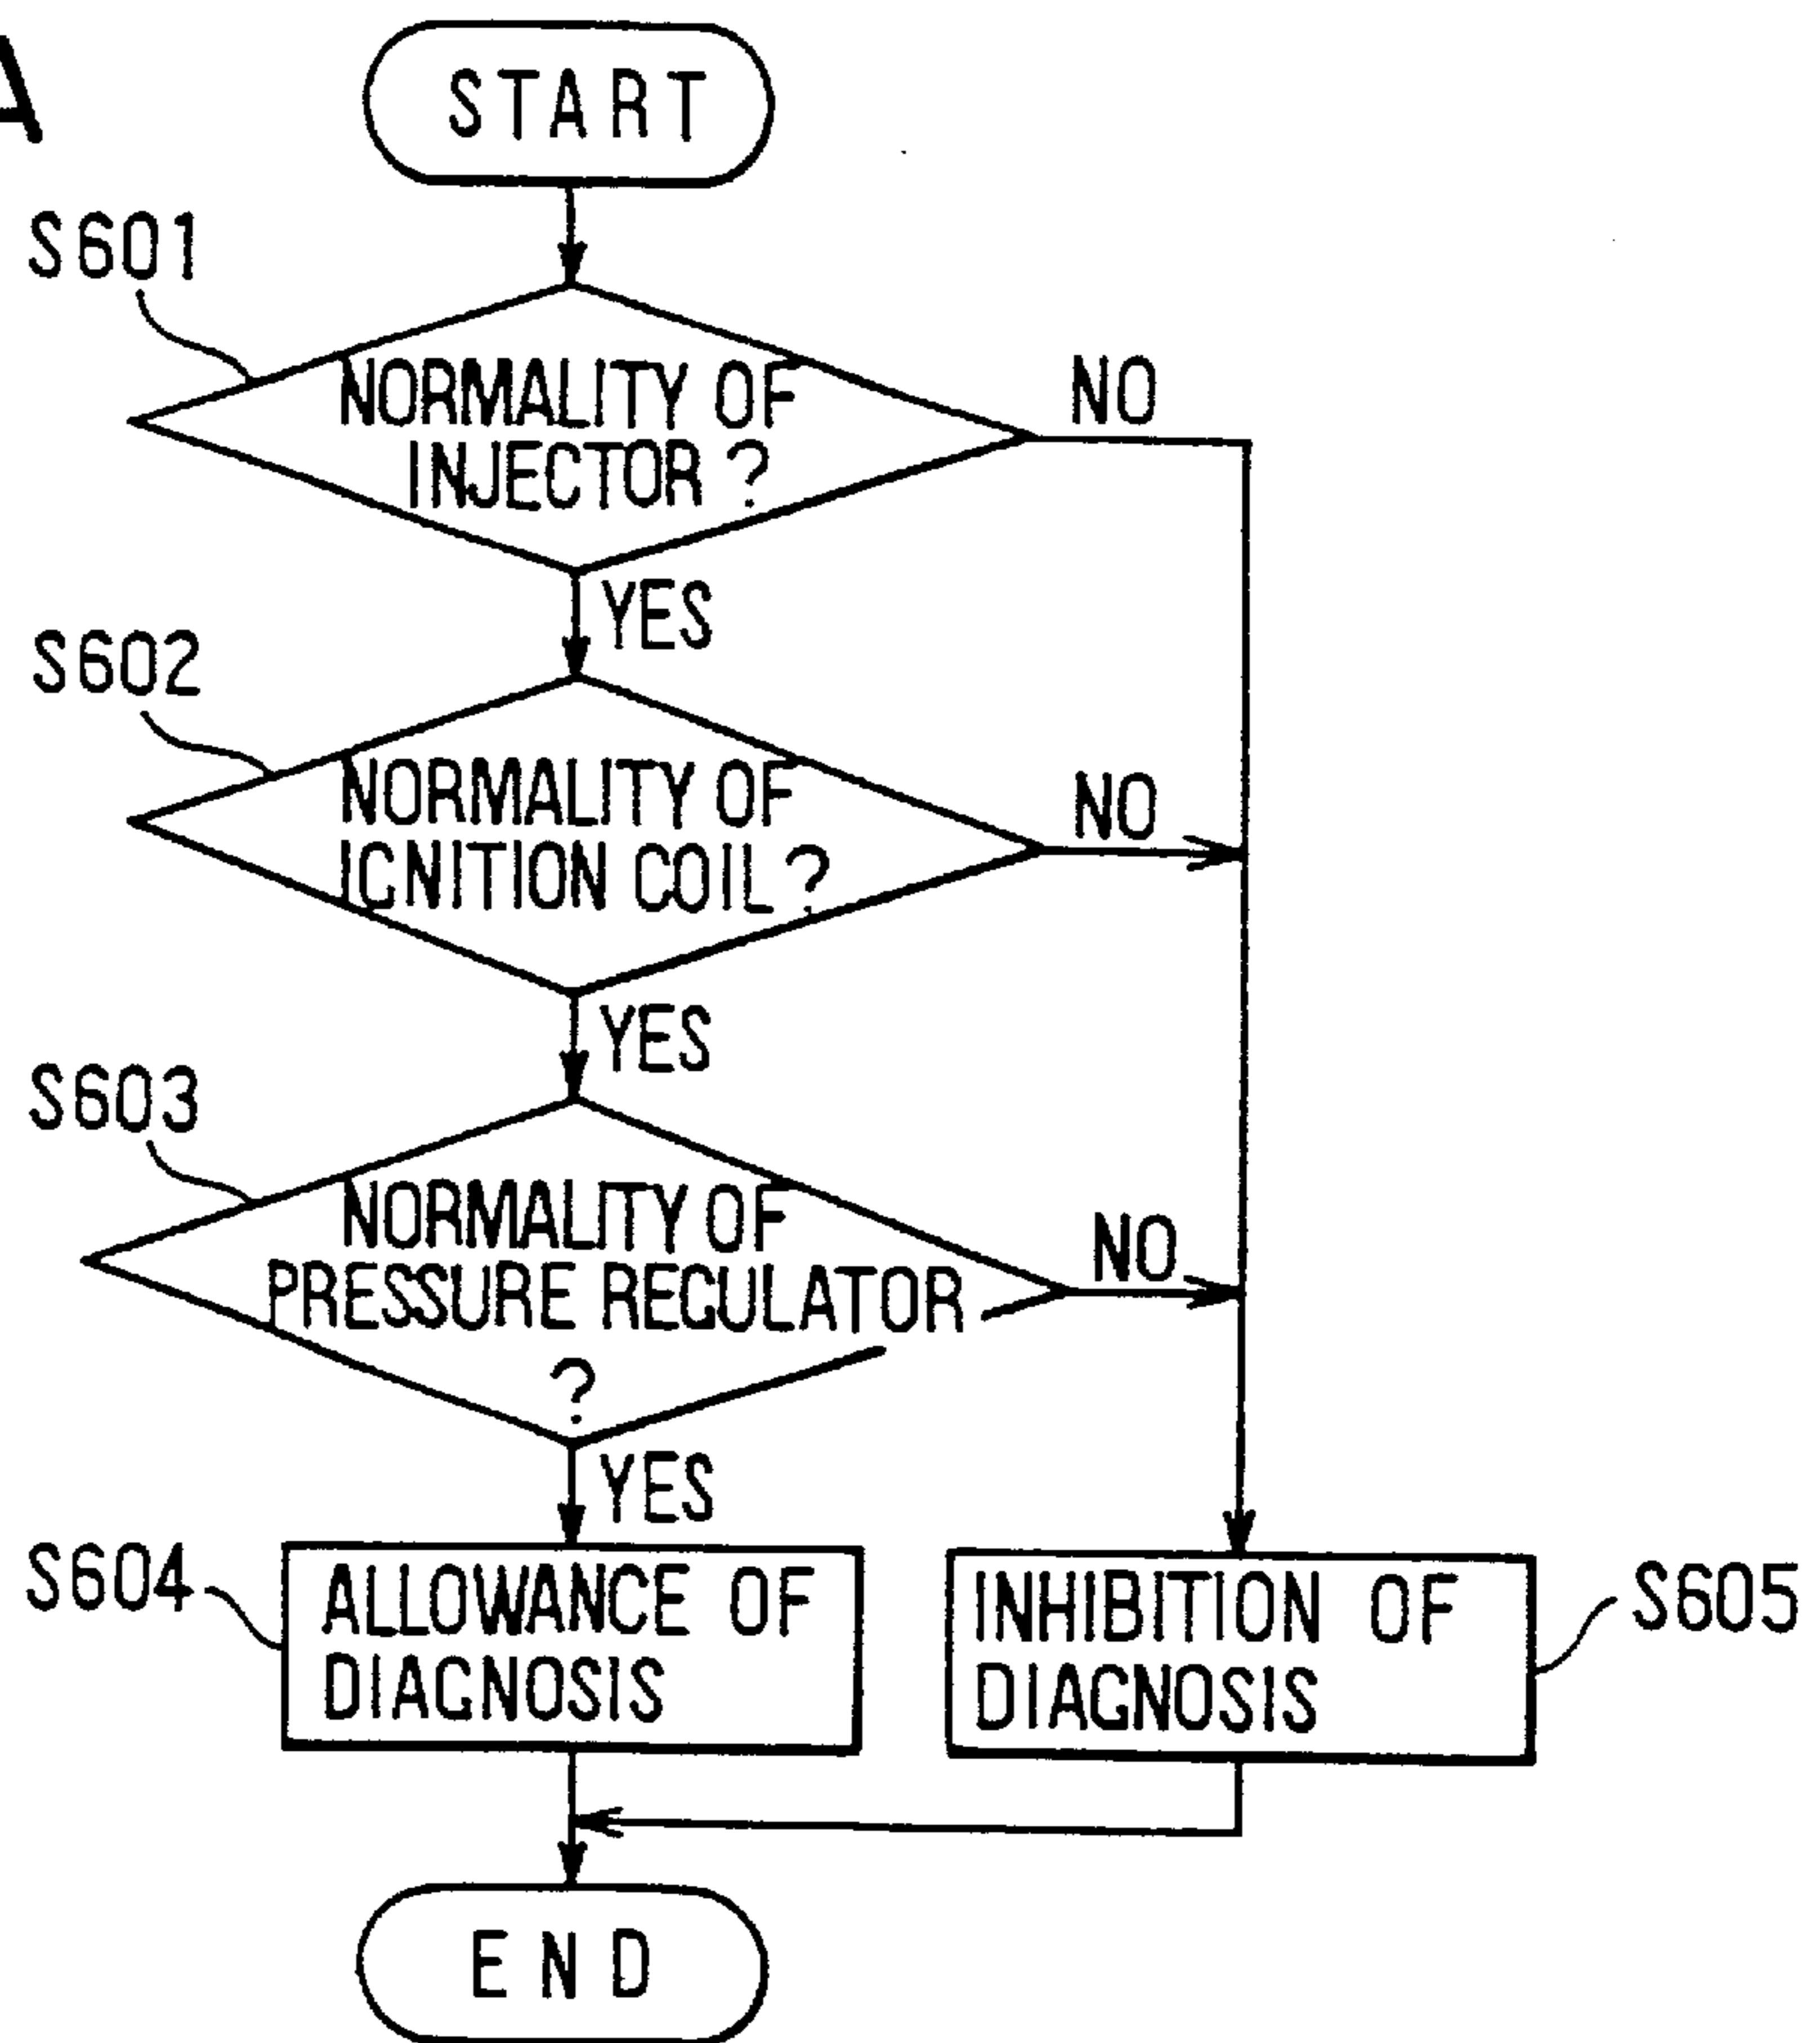 A
START
S601
NORMALITY OF
INJECTOR ?
NO
YES
S602
NORMALITY OF
IGNITION COIL ?
NO
YES
S603
NORMALITY OF
PRESSURE REGULATOR
?
NO
YES
S604
ALLOWANCE OF
DIAGNOSIS
INHIBITION OF
DIAGNOSIS
S605
END